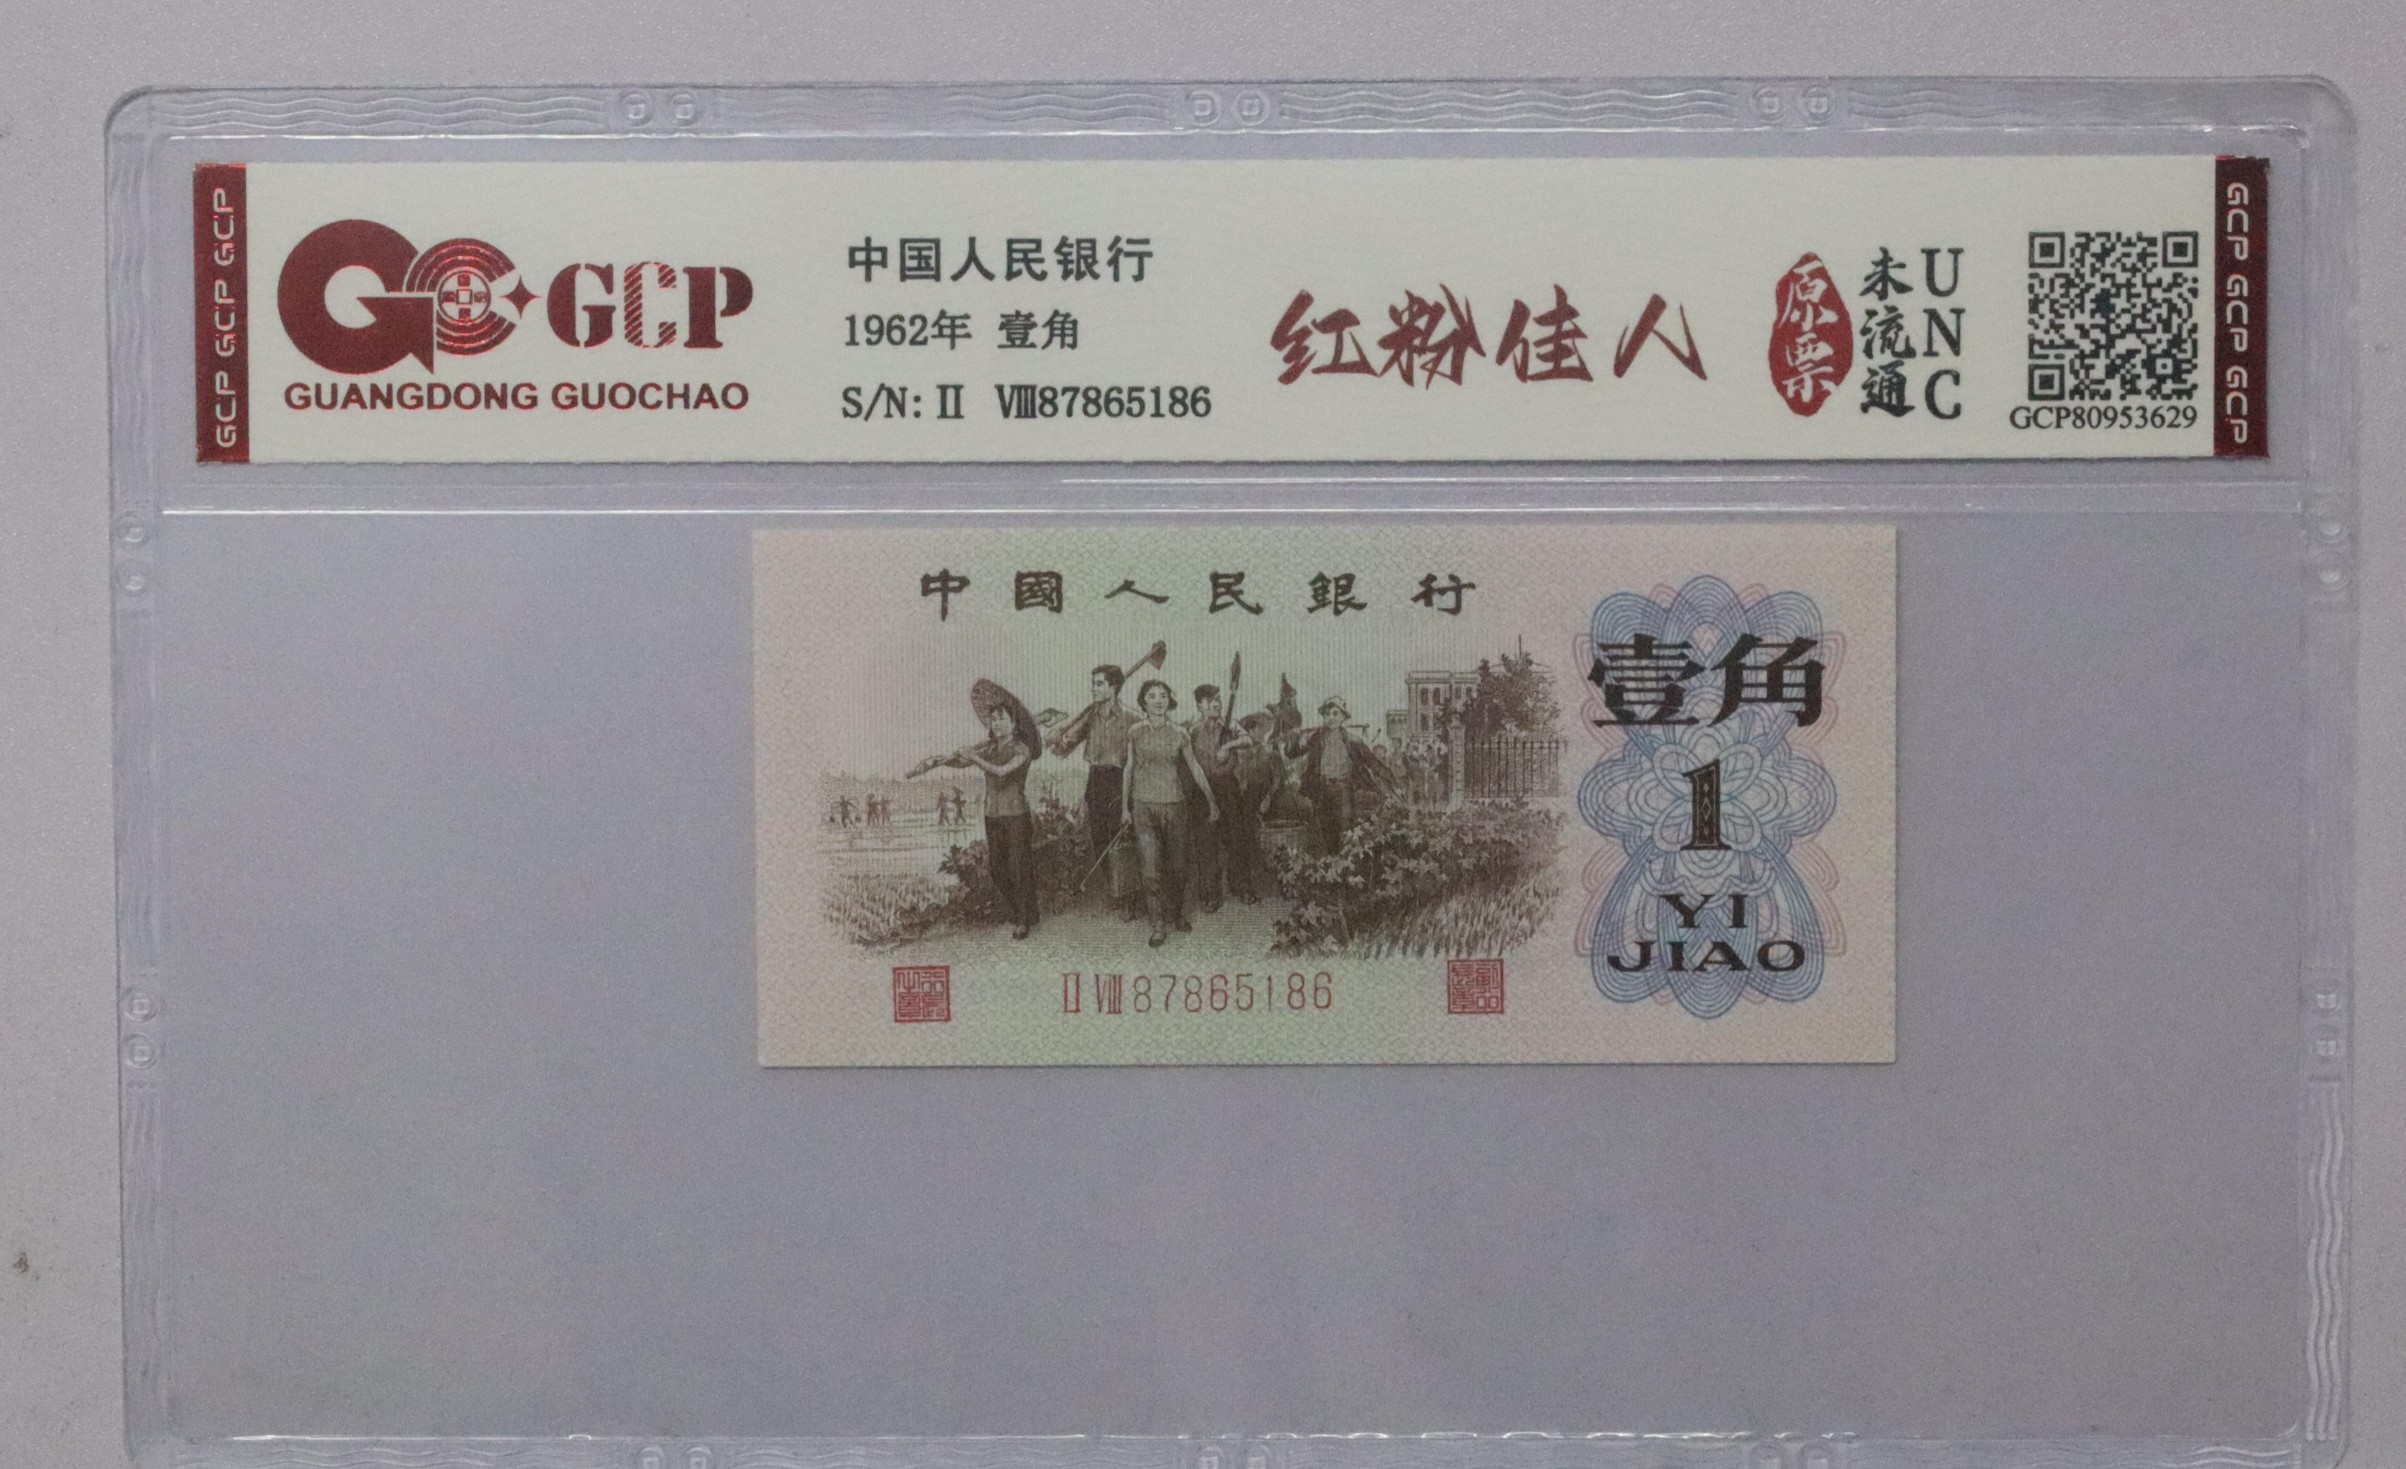 GCP GCP GCP GCP
GCP
GUANGDONG GUOCHAO
中国人民银行
1962年 壹角
S/N: Ⅱ Ⅷ87865186
红粉佳人
原票
未流通
UNC
GCP80953629
GCP GCP GCP GCP
中國人民銀行
壹角
1
YI
JIAO
Ⅱ Ⅷ 87865186